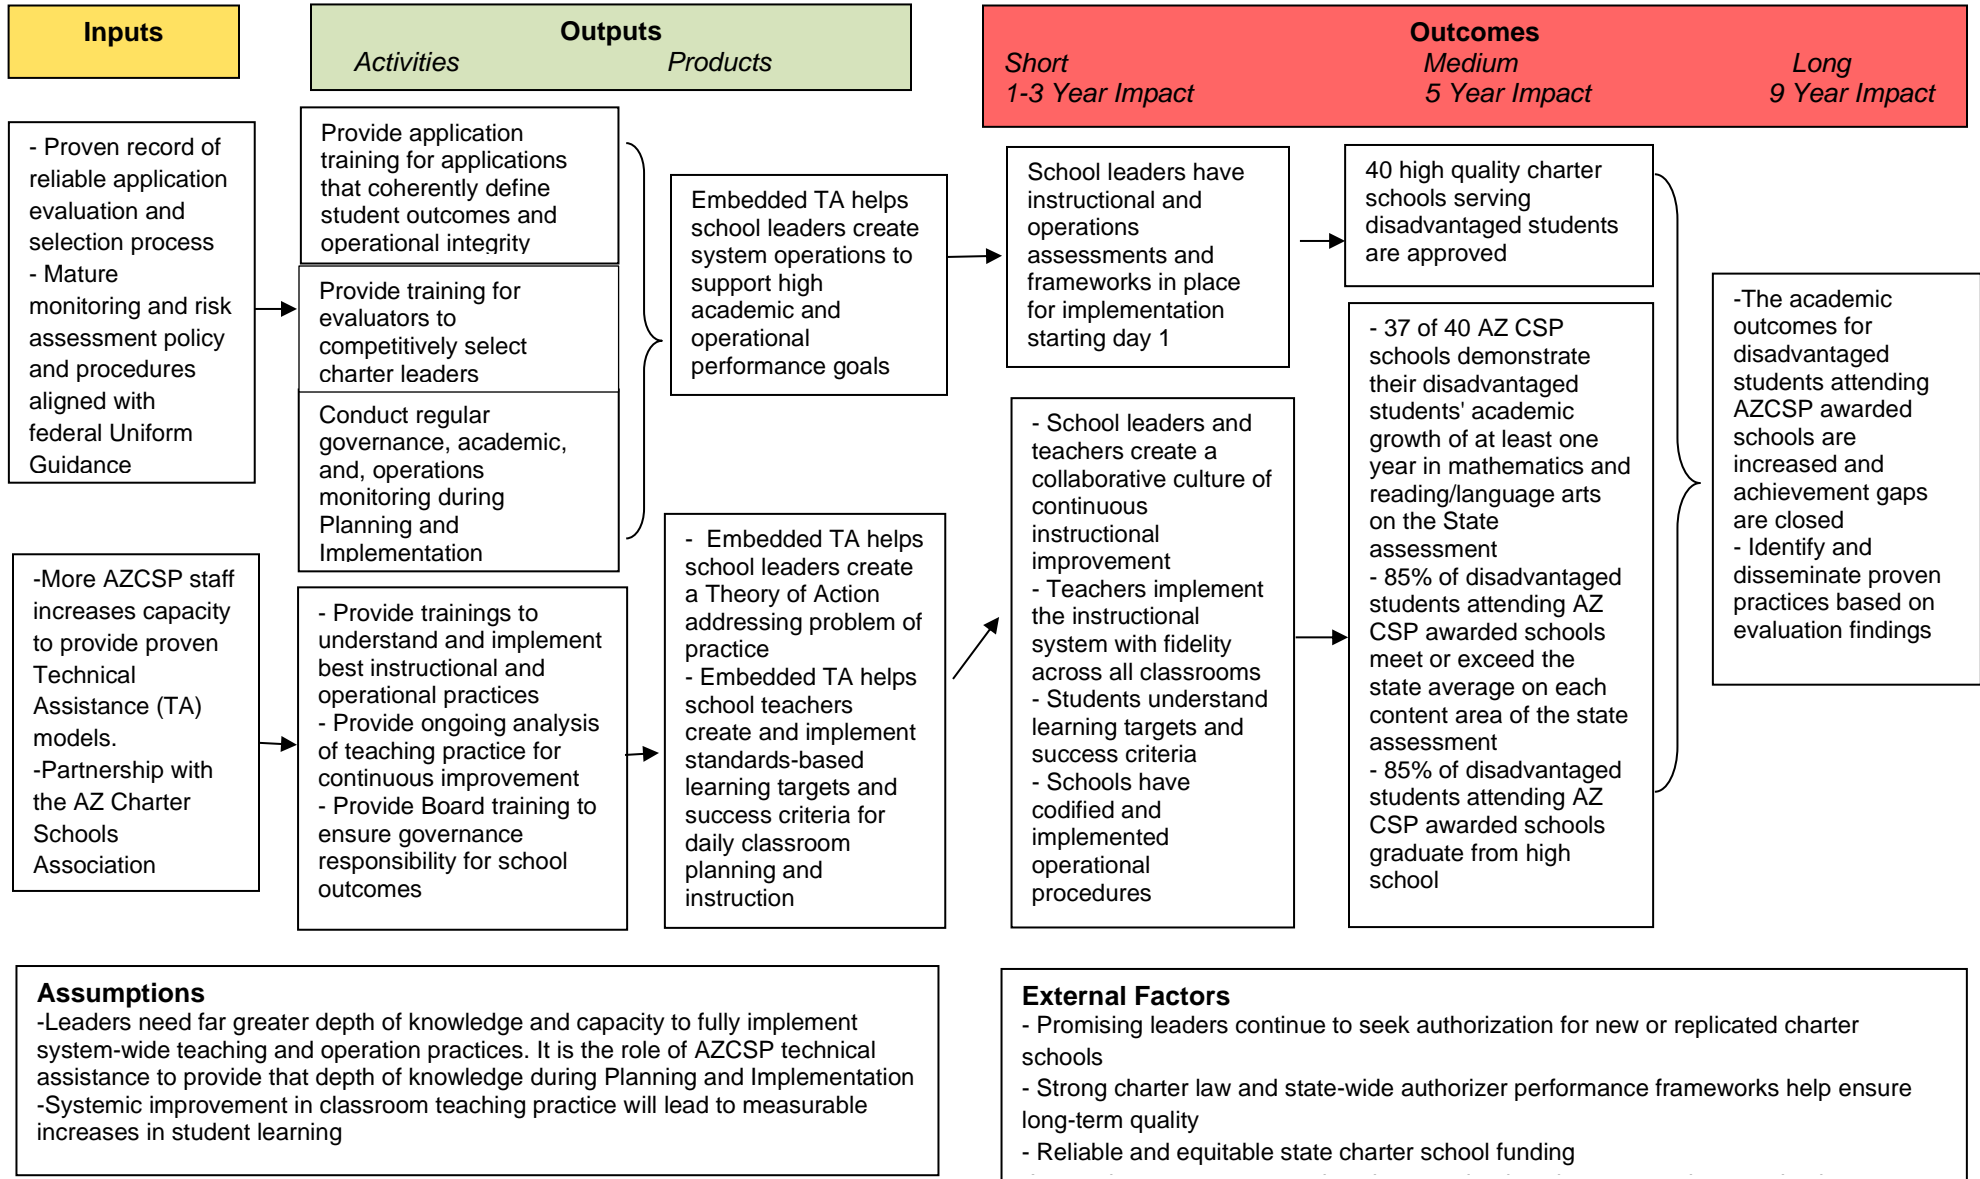 Inputs
Outputs
Activities
Products
Outcomes
Short
Medium
Long
1-3 Year Impact
5 Year Impact
9 Year Impact
- Proven record of
reliable application
evaluation and
selection process
- Mature
monitoring and risk
assessment policy
and procedures
aligned with
federal Uniform
Guidance
-More AZCSP staff
increases capacity
to provide proven
Technical
Assistance (TA)
models.
-Partnership with
the AZ Charter
Schools
Association
Provide application
training for applications
that coherently define
student outcomes and
operational integrity
Provide training for
evaluators to
competitively select
charter leaders
Conduct regular
governance, academic,
and, operations
monitoring during
Planning and
Implementation
- Provide trainings to
understand and implement
best instructional and
operational practices
- Provide ongoing analysis
of teaching practice for
continuous improvement
- Provide Board training to
ensure governance
responsibility for school
outcomes
Embedded TA helps
school leaders create
system operations to
support high
academic and
operational
performance goals
- Embedded TA helps
school leaders create
a Theory of Action
addressing problem of
practice
- Embedded TA helps
school teachers
create and implement
standards-based
learning targets and
success criteria for
daily classroom
planning and
instruction
School leaders have
instructional and
operations
assessments and
frameworks in place
for implementation
starting day 1
- School leaders and
teachers create a
collaborative culture of
continuous
instructional
improvement
- Teachers implement
the instructional
system with fidelity
across all classrooms
- Students understand
learning targets and
success criteria
- Schools have
codified and
implemented
operational
procedures
40 high quality charter
schools serving
disadvantaged students
are approved
- 37 of 40 AZ CSP
schools demonstrate
their disadvantaged
students' academic
growth of at least one
year in mathematics and
reading/language arts
on the State
assessment
- 85% of disadvantaged
students attending AZ
CSP awarded schools
meet or exceed the
state average on each
content area of the state
assessment
- 85% of disadvantaged
students attending AZ
CSP awarded schools
graduate from high
school
-The academic
outcomes for
disadvantaged
students attending
AZCSP awarded
schools are
increased and
achievement gaps
are closed
- Identify and
disseminate proven
practices based on
evaluation findings
Assumptions
-Leaders need far greater depth of knowledge and capacity to fully implement
system-wide teaching and operation practices. It is the role of AZCSP technical
assistance to provide that depth of knowledge during Planning and Implementation
-Systemic improvement in classroom teaching practice will lead to measurable
increases in student learning
External Factors
- Promising leaders continue to seek authorization for new or replicated charter
schools
- Strong charter law and state-wide authorizer performance frameworks help ensure
long-term quality
- Reliable and equitable state charter school funding